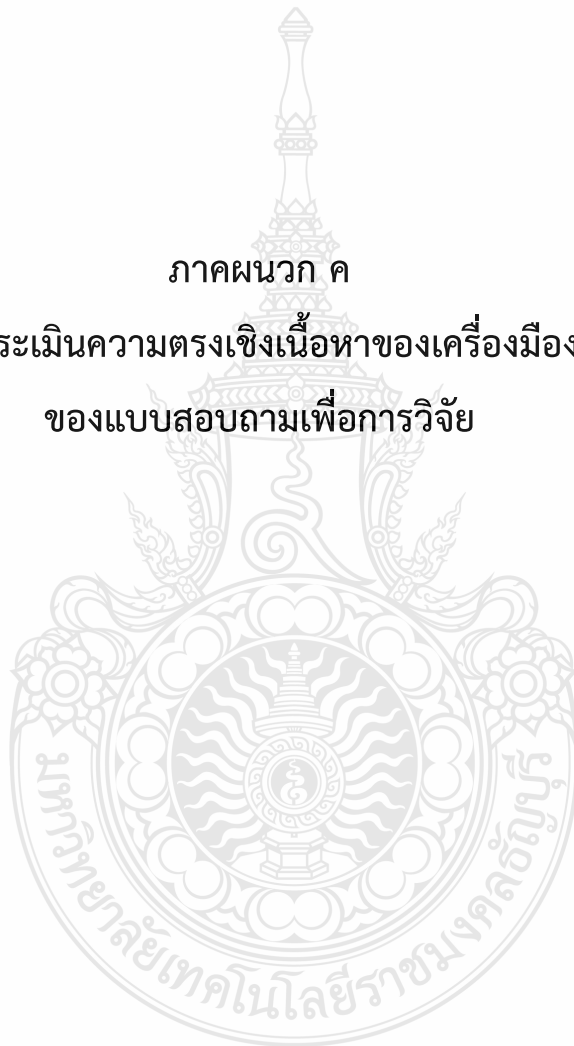 ภาคผนวก ค
ระเมินความตรงเชิงเนื้อหาของเครื่องมือง
ของแบบสอบถามเพื่อการวิจัย
มหาวิทยาลัยเทคโนโลยีราชมงคลธัญบุรี